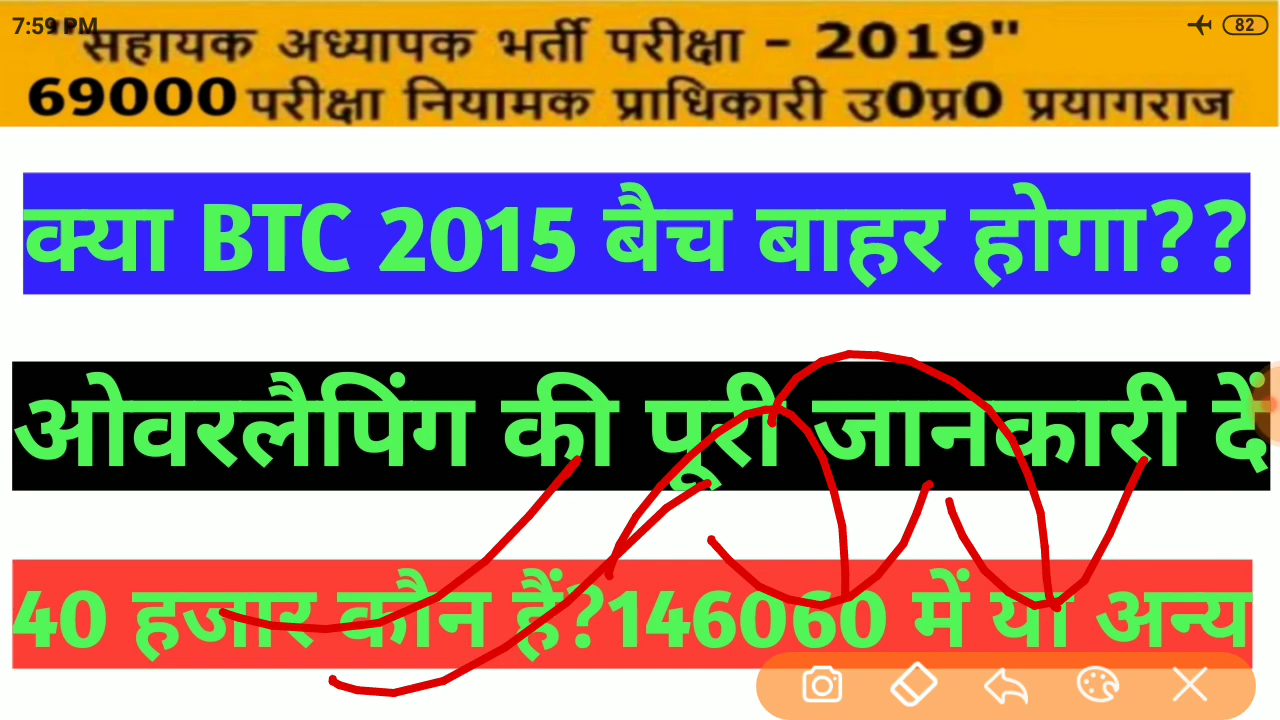 7:59 PM
82
"सहायक अध्यापक भर्ती परीक्षा - 2019"
69000 परीक्षा नियामक प्राधिकारी उ0प्र0 प्रयागराज
क्या BTC 2015 बैच बाहर होगा??
ओवरलैपिंग की पूरी जानकारी दें
40 हजार कौन हैं?146060 में या अन्य